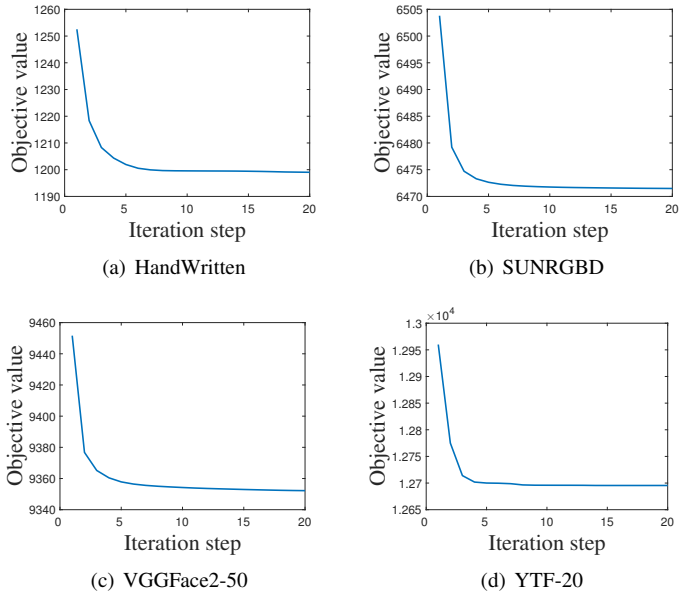 1260
1250
1240
1230
1220
1210
1200
1190
0 5 10 15 20
Objective value
Iteration step
(a) HandWritten
6505
6500
6495
6490
6485
6480
6475
6470
0 5 10 15 20
Objective value
Iteration step
(b) SUNRGBD
9460
9440
9420
9400
9380
9360
9340
0 5 10 15 20
Objective value
Iteration step
(c) VGGFace2-50
×10⁴
1.3
1.295
1.29
1.285
1.28
1.275
1.27
1.265
0 5 10 15 20
Objective value
Iteration step
(d) YTF-20